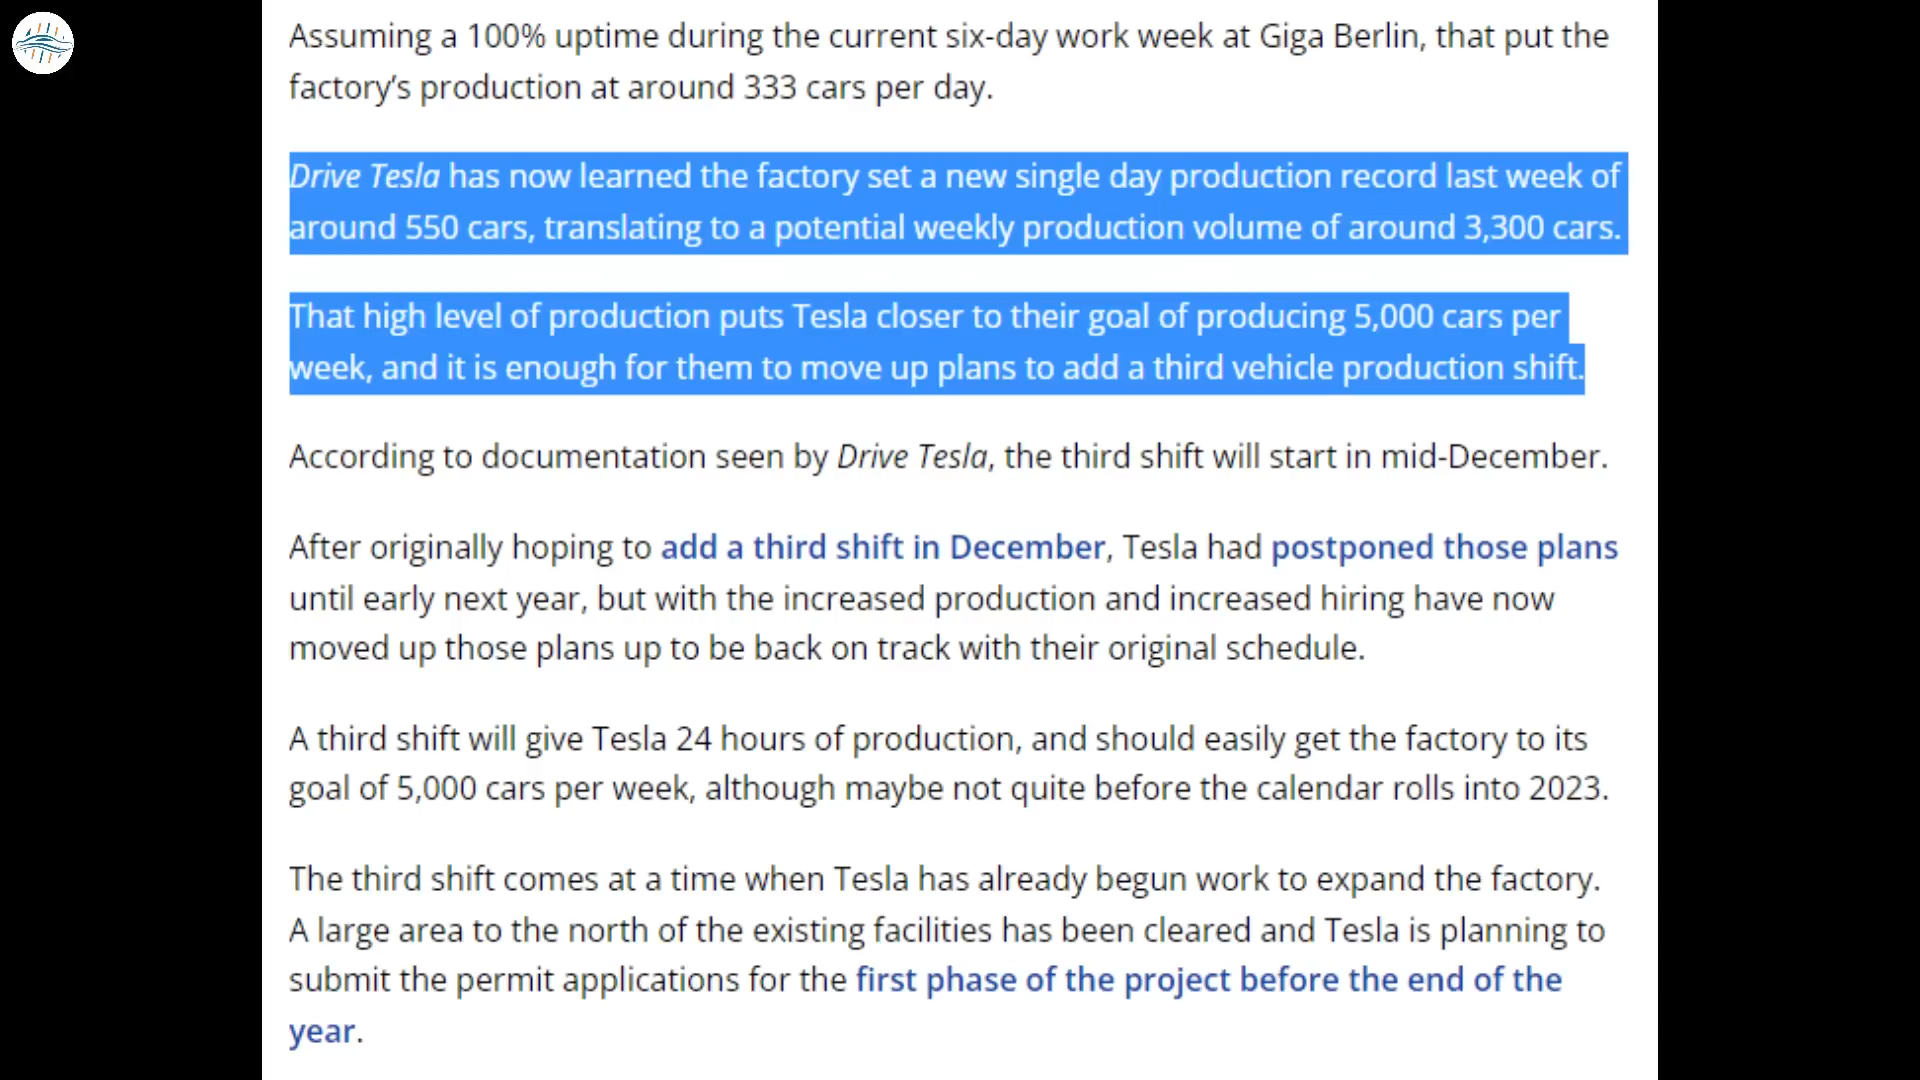 Assuming a 100% uptime during the current six-day work week at Giga Berlin, that put the
factory’s production at around 333 cars per day.
Drive Tesla has now learned the factory set a new single day production record last week of
around 550 cars, translating to a potential weekly production volume of around 3,300 cars.
That high level of production puts Tesla closer to their goal of producing 5,000 cars per
week, and it is enough for them to move up plans to add a third vehicle production shift.
According to documentation seen by Drive Tesla, the third shift will start in mid-December.
After originally hoping to add a third shift in December, Tesla had postponed those plans
until early next year, but with the increased production and increased hiring have now
moved up those plans up to be back on track with their original schedule.
A third shift will give Tesla 24 hours of production, and should easily get the factory to its
goal of 5,000 cars per week, although maybe not quite before the calendar rolls into 2023.
The third shift comes at a time when Tesla has already begun work to expand the factory.
A large area to the north of the existing facilities has been cleared and Tesla is planning to
submit the permit applications for the first phase of the project before the end of the
year.